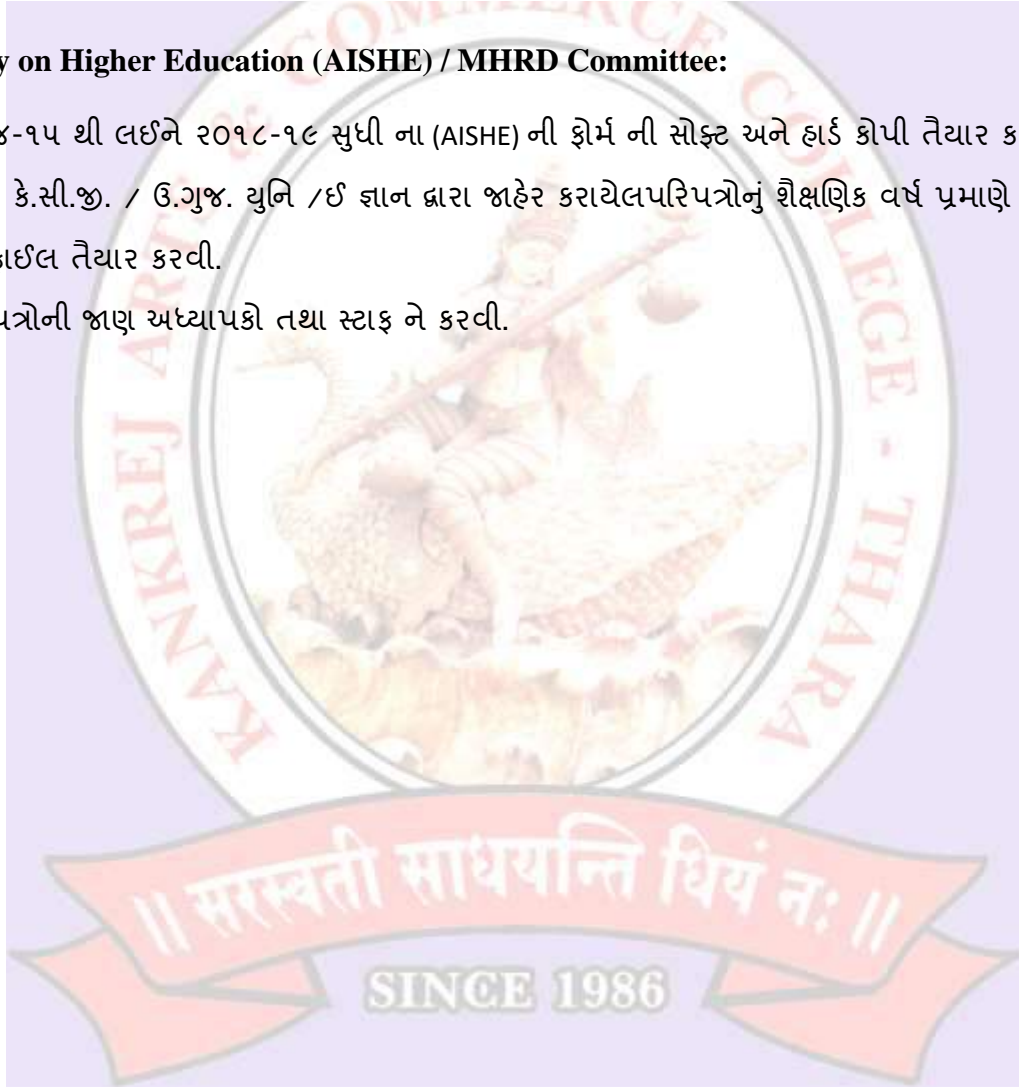 y on Higher Education (AISHE) / MHRD Committee:
૪-૧૫ થી લઈને ૨૦૧૮-૧૯ સુધી ના (AISHE) ની ફોર્મ ની સોફ્ટ અને હાર્ડ કોપી તૈયાર ક
કે.સી.જી. / ઉ.ગુજ. યુનિ /ઈ જ્ઞાન દ્વારા જાહેર કરાયેલપરિપત્રોનું શૈક્ષણિક વર્ષ પ્રમાણે
ફાઈલ તૈયાર કરવી.
પત્રોની જાણ અધ્યાપકો તથા સ્ટાફ ને કરવી.
KANKREJ ARTS & COMMERCE COLLEGE - THARA
॥ सरस्वती साधयन्ति धियं नः ॥
SINCE 1986